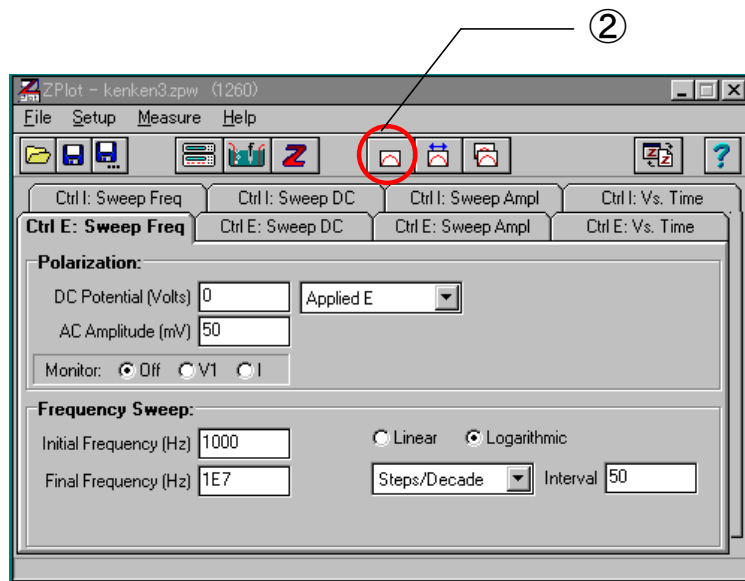 ②
ZPlot - kenken3.zpw (1260)
File Setup Measure Help
Z ?
Ctrl I: Sweep Freq Ctrl I: Sweep DC Ctrl I: Sweep Ampl Ctrl I: Vs. Time
Ctrl E: Sweep Freq Ctrl E: Sweep DC Ctrl E: Sweep Ampl Ctrl E: Vs. Time
Polarization:
DC Potential (Volts) 0 Applied E
AC Amplitude (mV) 50
Monitor: Off V1 I
Frequency Sweep:
Initial Frequency (Hz) 1000 Linear Logarithmic
Final Frequency (Hz) 1E7 Steps/Decade Interval 50